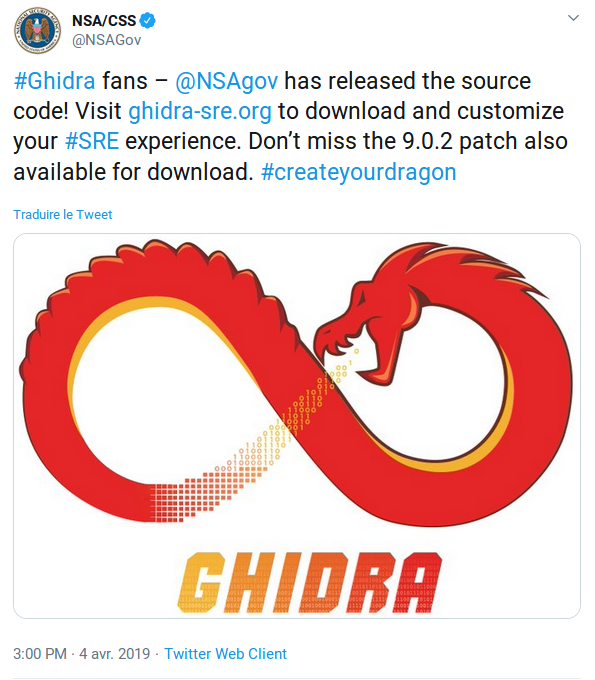 NSA/CSS
@NSAGov
#Ghidra fans – @NSAgov has released the source
code! Visit ghidra-sre.org to download and customize
your #SRE experience. Don’t miss the 9.0.2 patch also
available for download. #createyourdragon
Traduire le Tweet
GHIDRA
3:00 PM · 4 avr. 2019 · Twitter Web Client